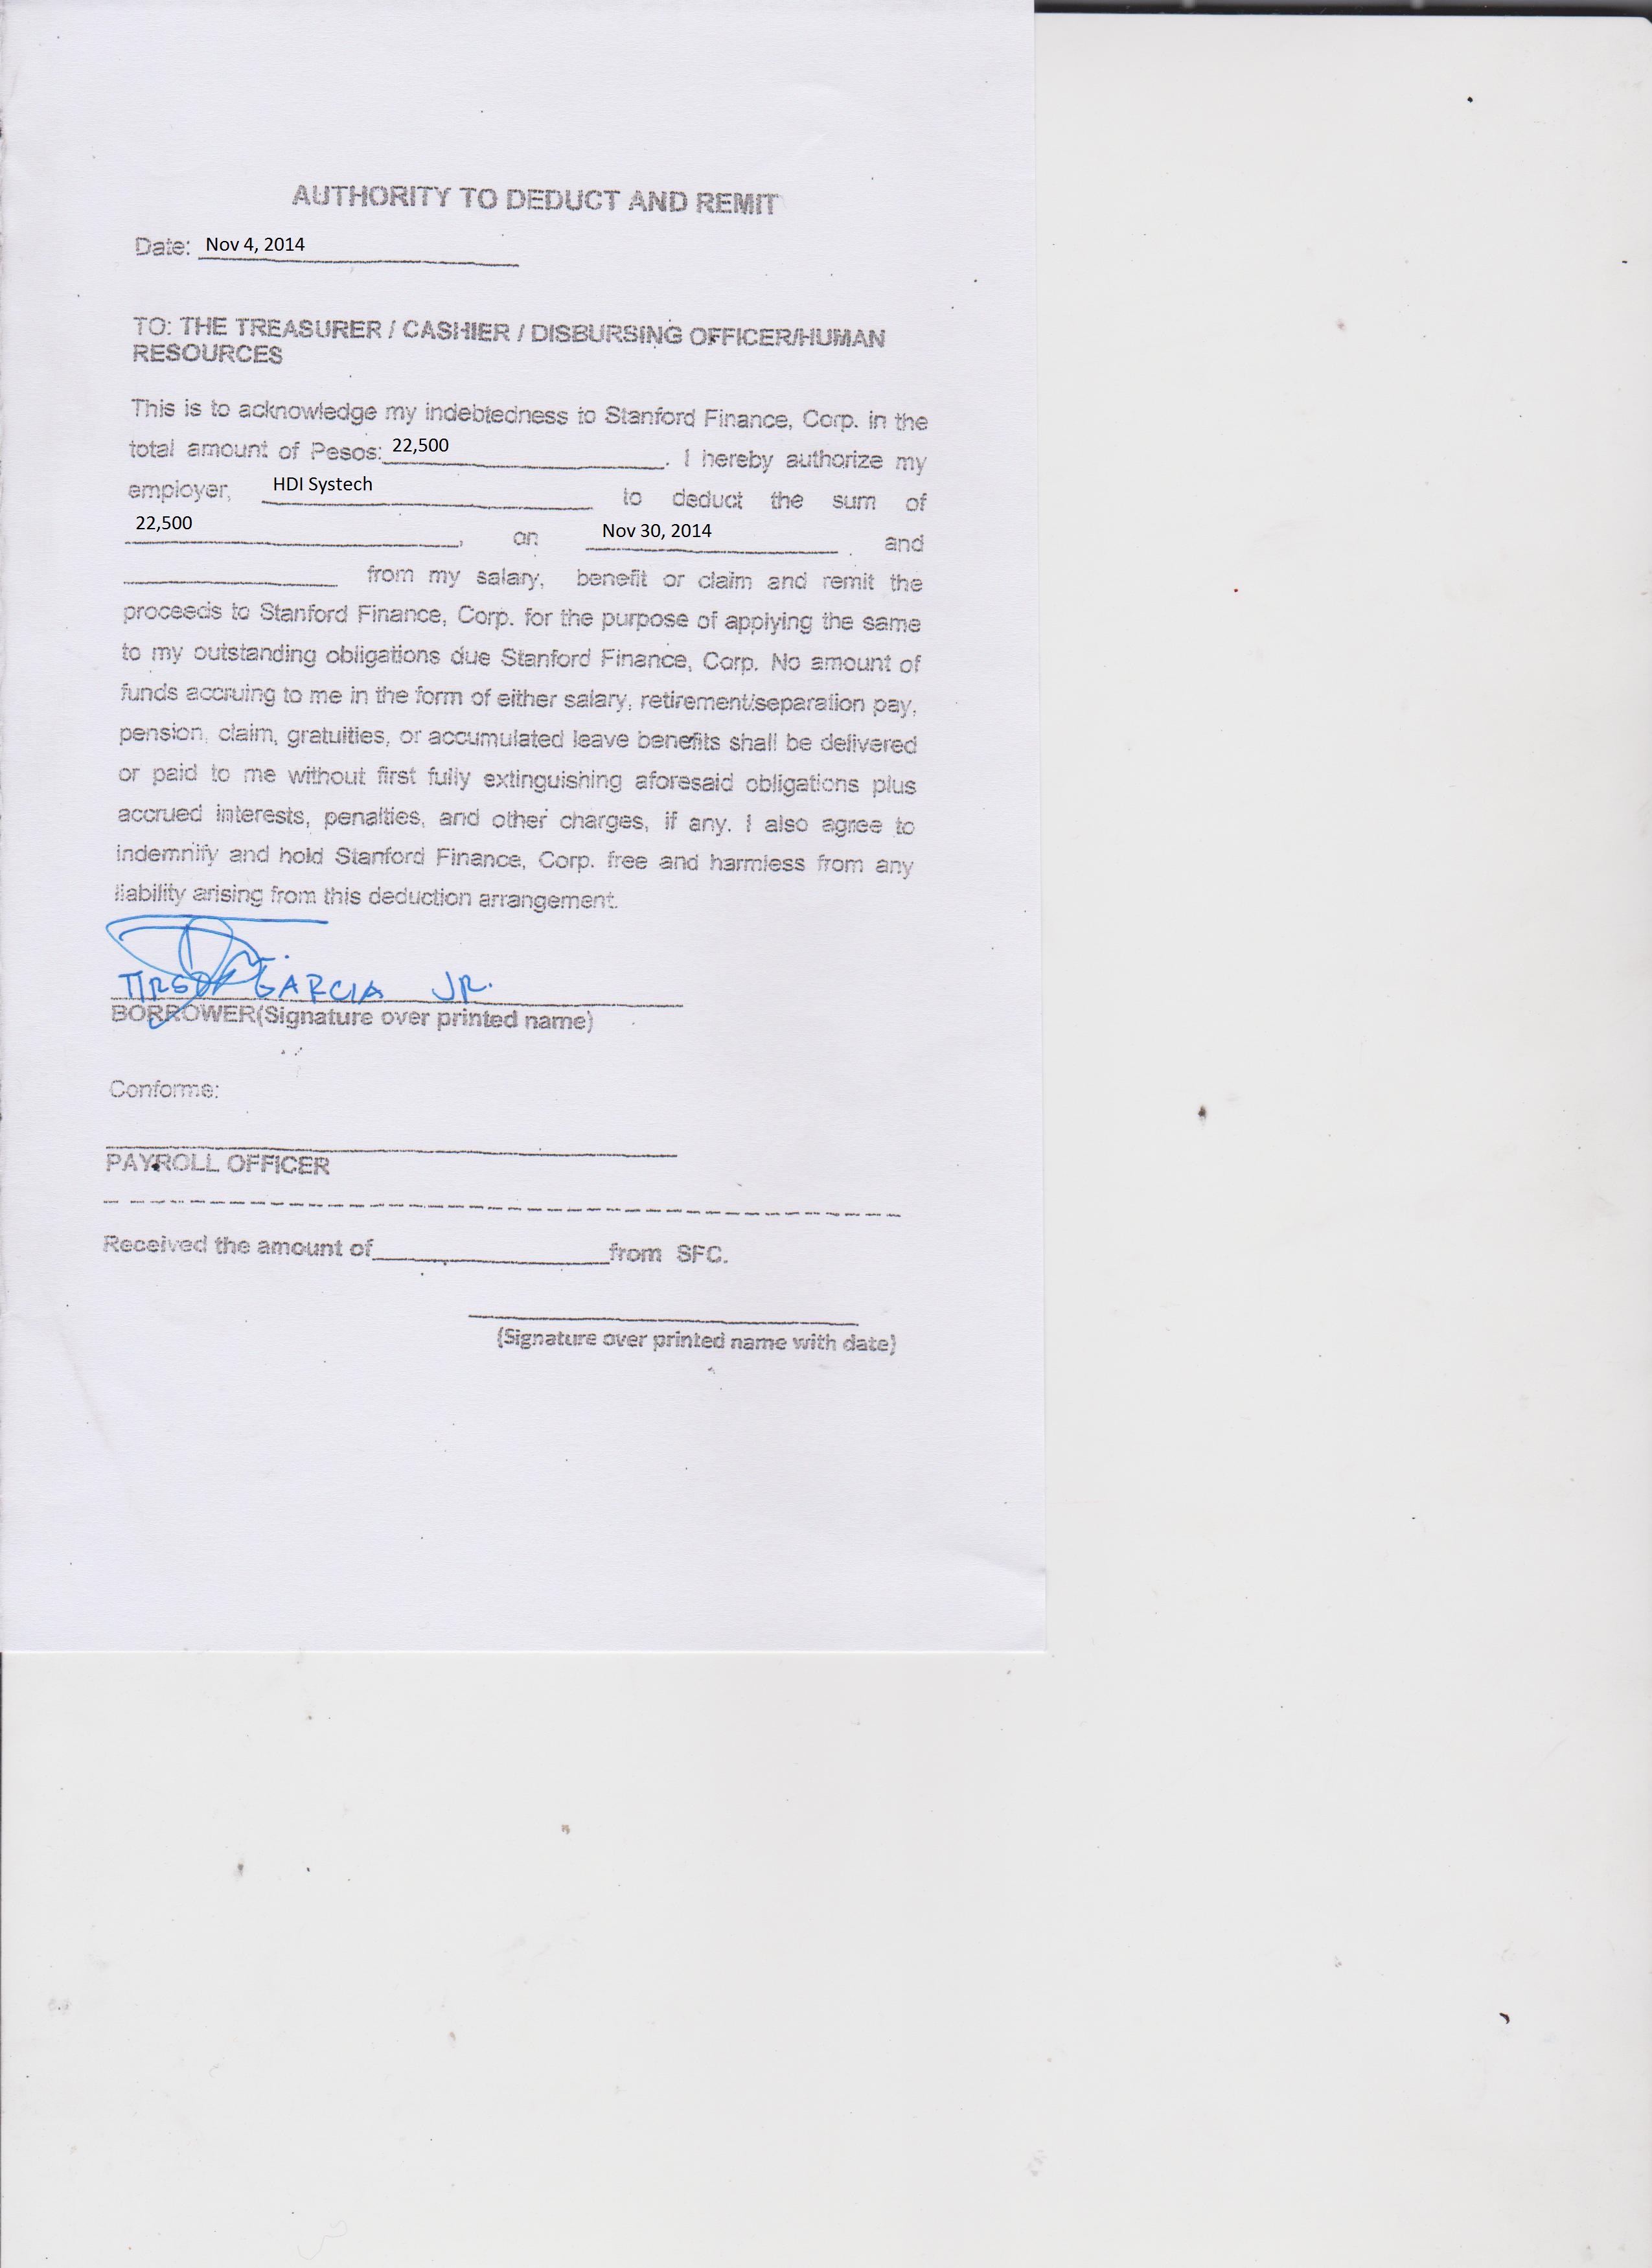 AUTHORITY TO DEDUCT AND REMIT
Date: Nov 4, 2014
TO: THE TREASURER / CASHIER / DISBURSING OFFICER/HUMAN
RESOURCES
This is to acknowledge my indebtedness to Stanford Finance, Corp. in the
total amount of Pesos: 22,500. I hereby authorize my
employer, HDI Systech to deduct the sum of
22,500, on Nov 30, 2014 and
from my salary, benefit or claim and remit the
proceeds to Stanford Finance, Corp. for the purpose of applying the same
to my outstanding obligations due Stanford Finance, Corp. No amount of
funds accruing to me in the form of either salary, retirement/separation pay,
pension, claim, gratuities, or accumulated leave benefits shall be delivered
or paid to me without first fully extinguishing aforesaid obligations plus
accrued interests, penalties, and other charges, if any. I also agree to
indemnify and hold Stanford Finance, Corp. free and harmless from any
liability arising from this deduction arrangement.
GARCIA JR.
BORROWER(Signature over printed name)
Conforme:
PAYROLL OFFICER
Received the amount of from SFC.
(Signature over printed name with date)